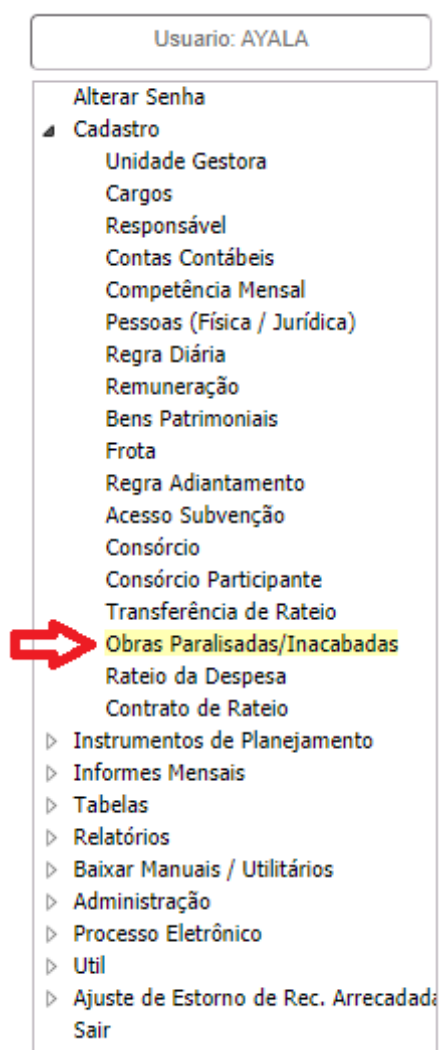 Usuario: AYALA
Alterar Senha
Cadastro
Unidade Gestora
Cargos
Responsável
Contas Contábeis
Competência Mensal
Pessoas (Física / Jurídica)
Regra Diária
Remuneração
Bens Patrimoniais
Frota
Regra Adiantamento
Acesso Subvenção
Consórcio
Consórcio Participante
Transferência de Rateio
Obras Paralisadas/Inacabadas
Rateio da Despesa
Contrato de Rateio
Instrumentos de Planejamento
Informes Mensais
Tabelas
Relatórios
Baixar Manuais / Utilitários
Administração
Processo Eletrônico
Util
Ajuste de Estorno de Rec. Arrecadada
Sair